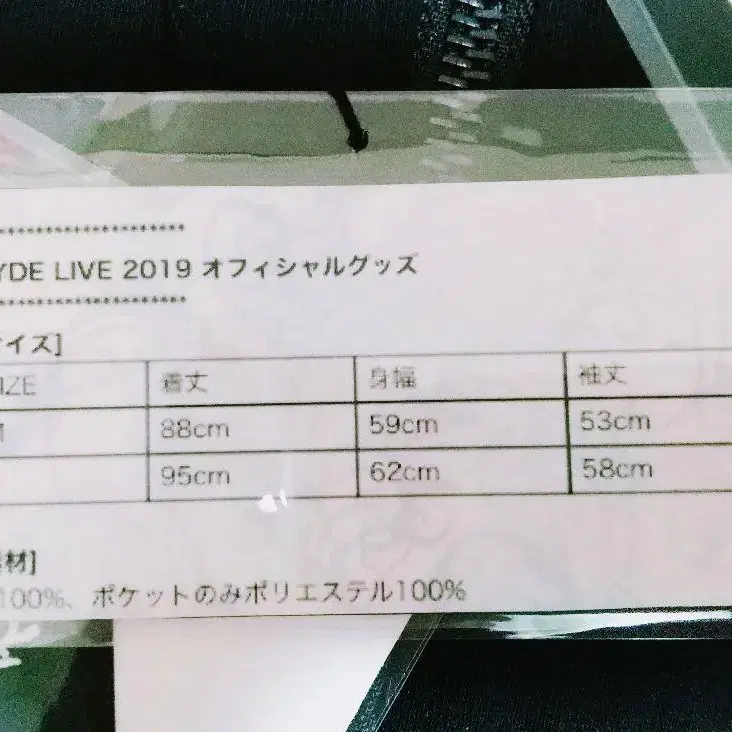 ********************
YDE LIVE 2019 オフィシャルグッズ
********************
イズ]
IZE 着丈 身幅 袖丈
M 88cm 59cm 53cm
95cm 62cm 58cm
材]
100%、ポケットのみポリエステル100%